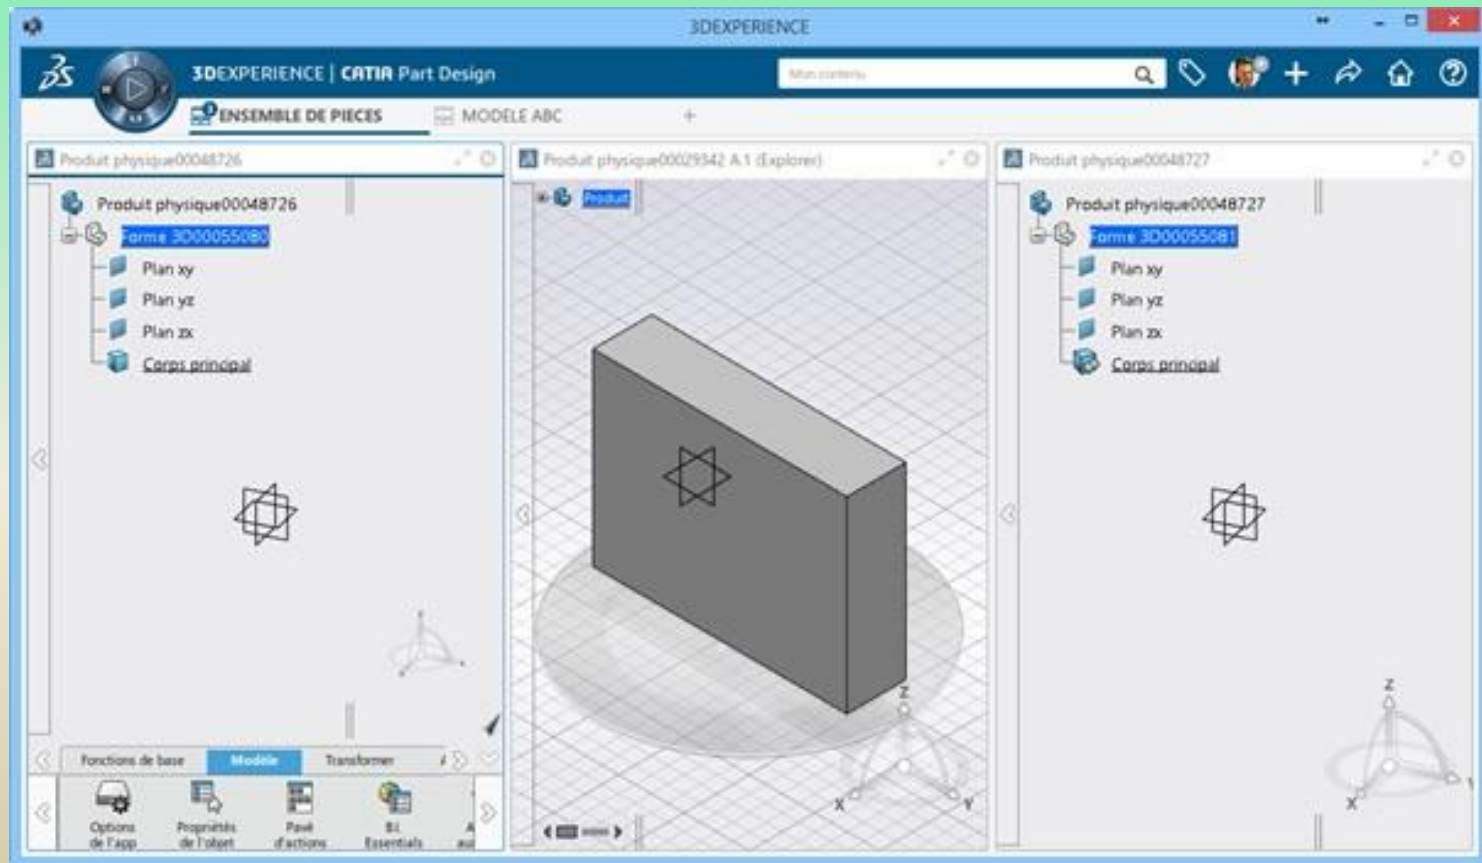 3DEXPERIENCE
3DEXPERIENCE | CATIA Part Design
Mon contenu
ENSEMBLE DE PIECES
MODELE ABC
+
Produit physique00048726
Produit physique00048726
Forme 3D00055080
Plan xy
Plan yz
Plan zx
Corps principal
Fonctions de base
Modèle
Transformer
Options
de l'app
Propriétés
de l'objet
Pavé
d'actions
B.I.
Essentials
Produit physique00029342 A.1 (Explorer)
Produit
Z
X
Y
Produit physique00048727
Produit physique00048727
Forme 3D00055081
Plan xy
Plan yz
Plan zx
Corps principal
Z
X